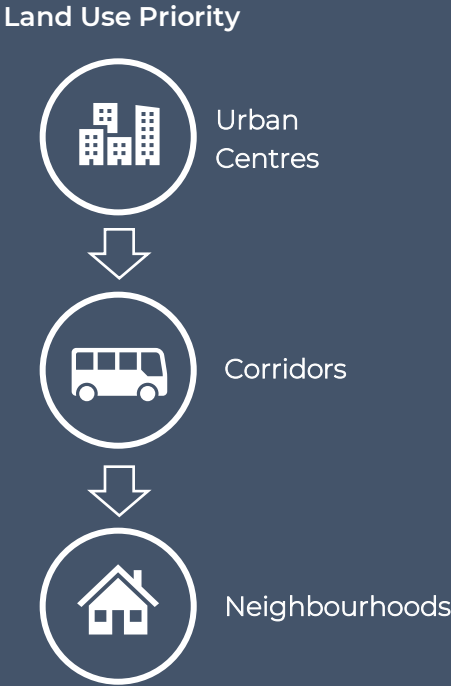 Land Use Priority
Urban
Centres
Corridors
Neighbourhoods